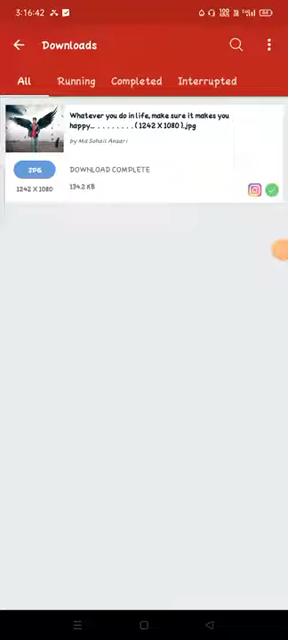 3:16:42
Downloads
All Running Completed Interrupted
Whatever you do in life, make sure it makes you
happy... . . . . . . . . (1242 X 1080).jpg
by Md Sohail Ansari
JPG
DOWNLOAD COMPLETE
1242 X 1080
134.2 KB